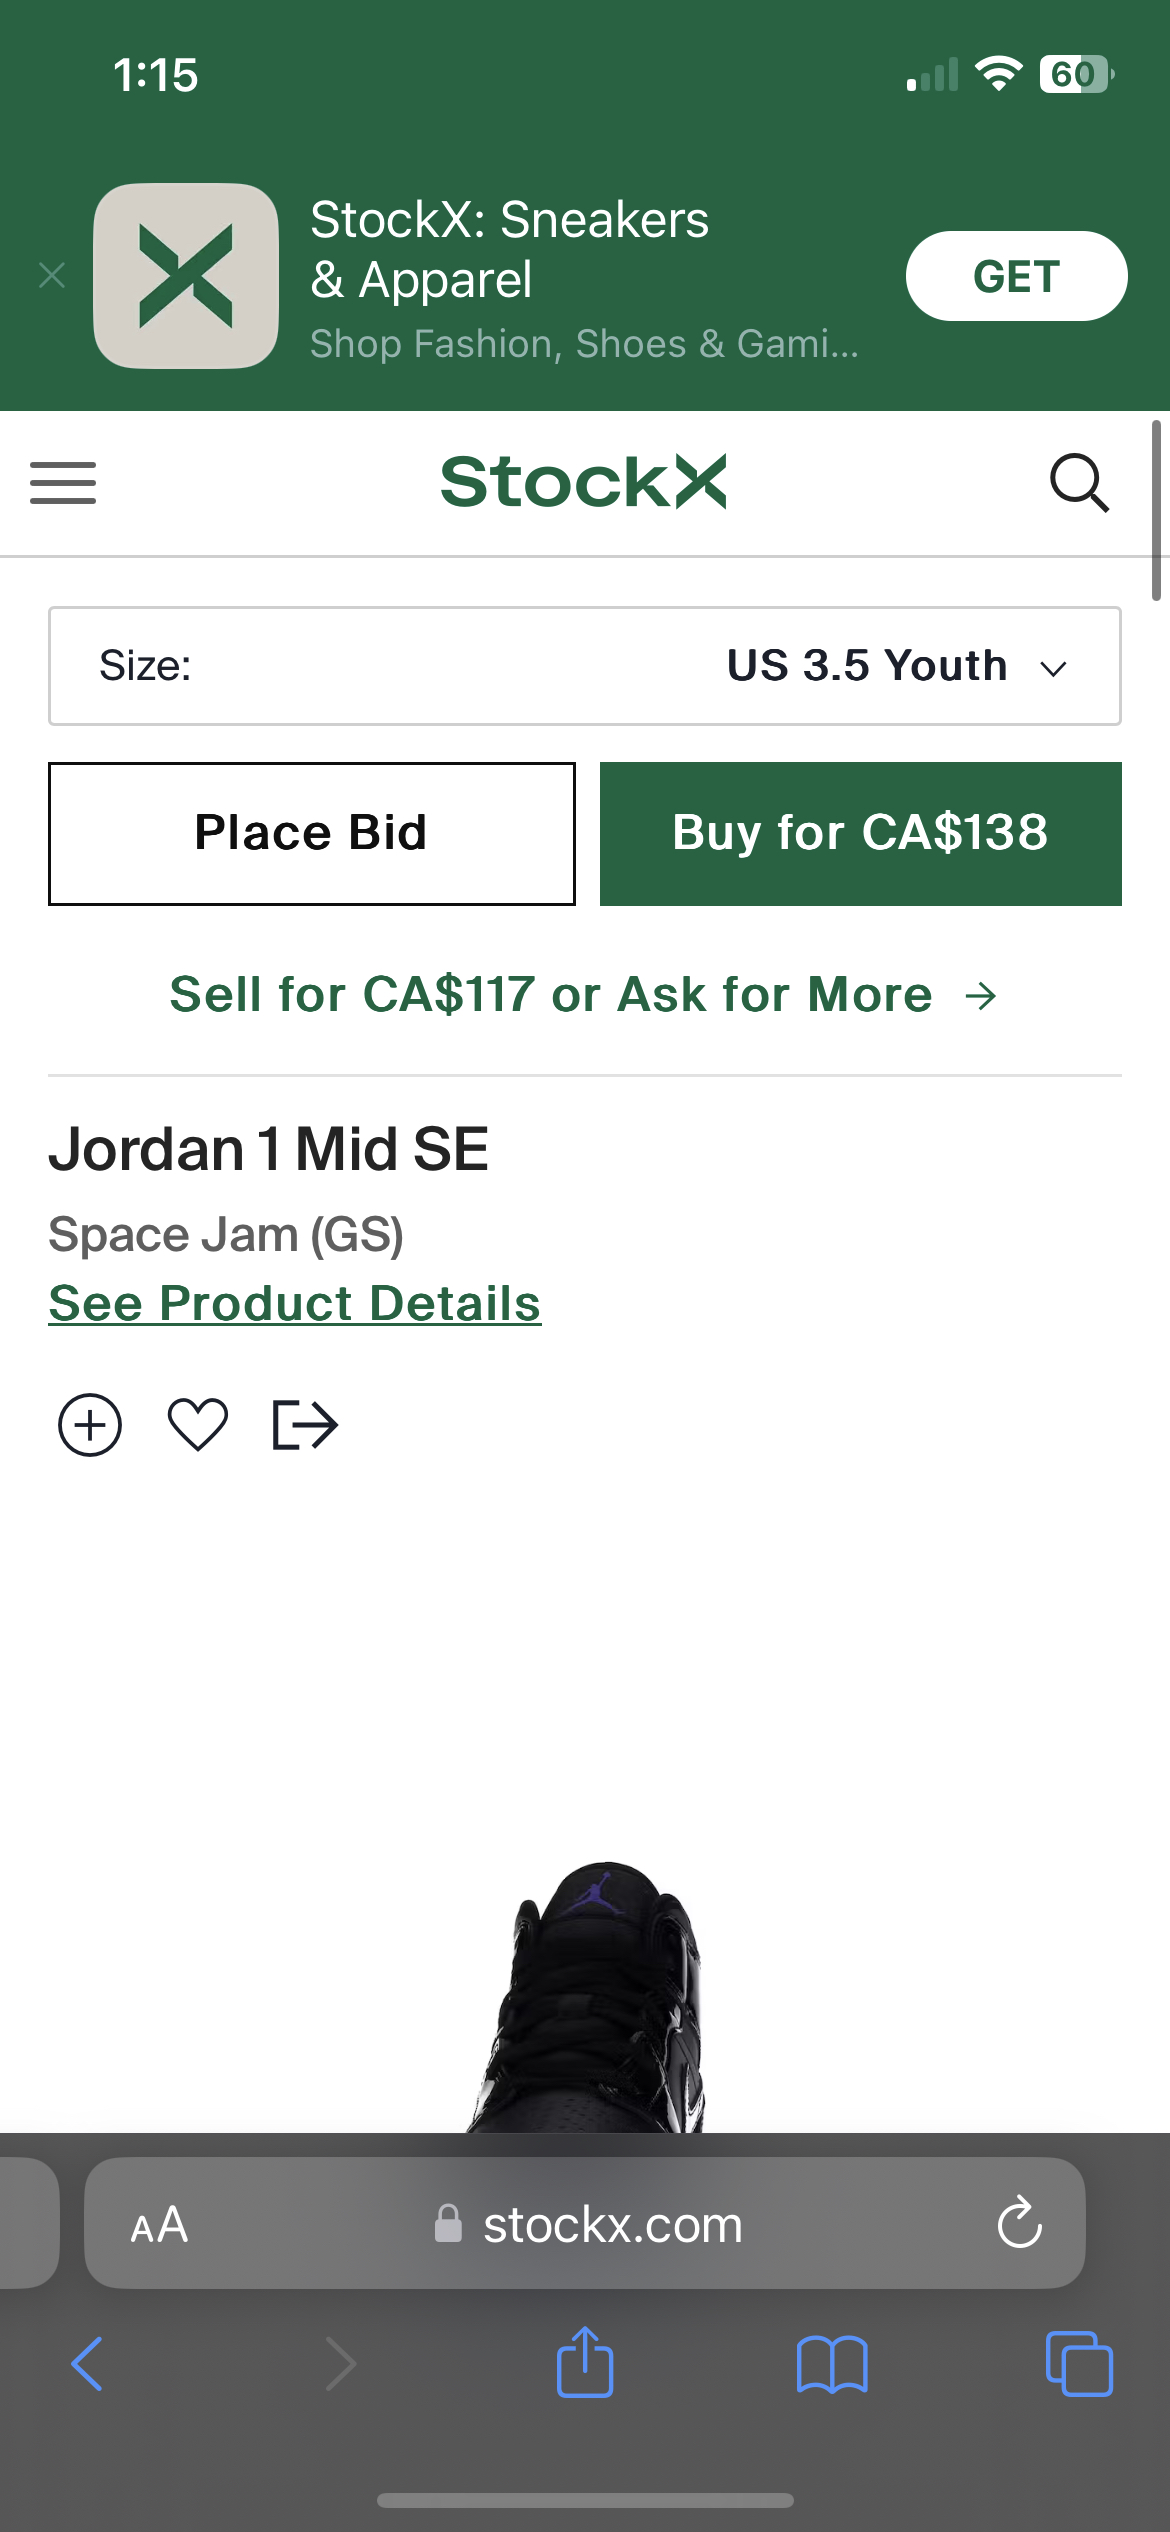 1:15
60
StockX: Sneakers
& Apparel
Shop Fashion, Shoes & Gami...
GET
StockX
Size:
US 3.5 Youth
Place Bid
Buy for CA$138
Sell for CA$117 or Ask for More →
Jordan 1 Mid SE
Space Jam (GS)
See Product Details
AA
stockx.com